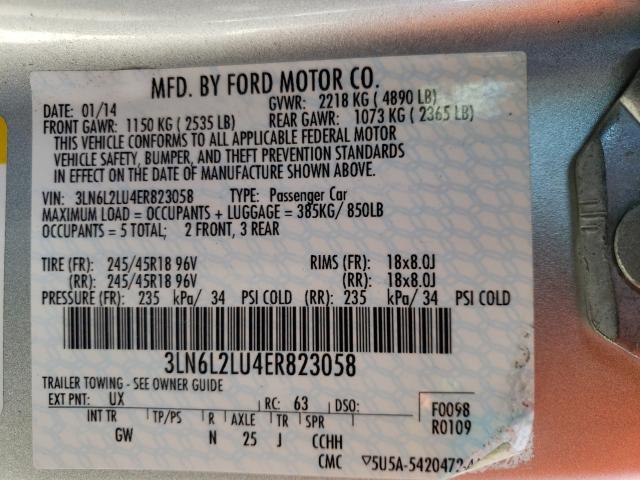 MFD. BY FORD MOTOR CO.
DATE: 01/14 GVWR: 2218 KG ( 4890 LB)
FRONT GAWR: 1150 KG ( 2535 LB) REAR GAWR: 1073 KG ( 2365 LB)
THIS VEHICLE CONFORMS TO ALL APPLICABLE FEDERAL MOTOR
VEHICLE SAFETY, BUMPER, AND THEFT PREVENTION STANDARDS
IN EFFECT ON THE DATE OF MANUFACTURE SHOWN ABOVE.
VIN: 3LN6L2LU4ER823058 TYPE: Passenger Car
MAXIMUM LOAD = OCCUPANTS + LUGGAGE = 385KG/ 850LB
OCCUPANTS = 5 TOTAL; 2 FRONT, 3 REAR
TIRE (FR): 245/45R18 96V RIMS (FR): 18x8.0J
(RR): 245/45R18 96V (RR): 18x8.0J
PRESSURE (FR): 235 kPa/ 34 PSI COLD (RR): 235 kPa/ 34 PSI COLD
3LN6L2LU4ER823058
TRAILER TOWING - SEE OWNER GUIDE
EXT PNT: UX RC: 63 DSO: F0098
INT TR TP/PS R AXLE TR SPR R0109
GW N 25 J CCHH
CMC ▽5U5A-5420472